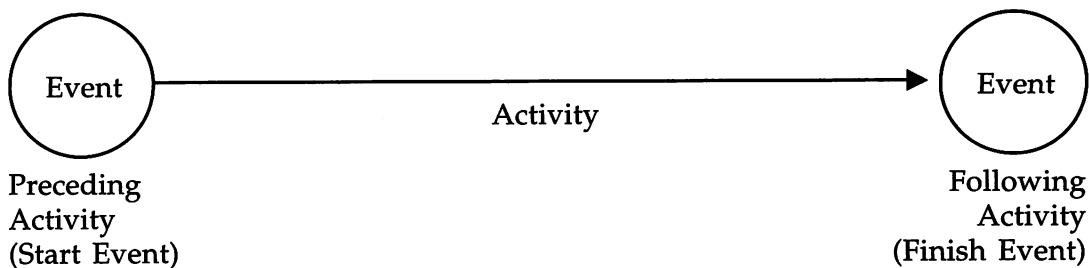 Event
Activity
Event
Preceding
Activity
(Start Event)
Following
Activity
(Finish Event)